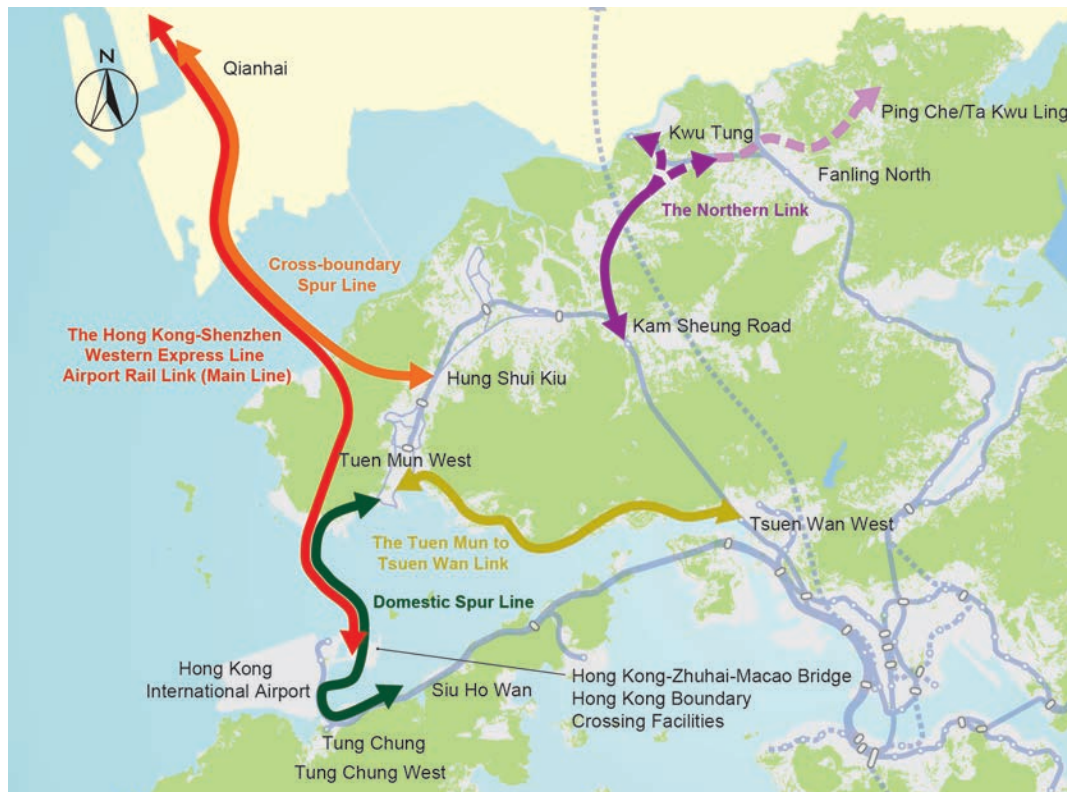 N
Qianhai
Ping Che/Ta Kwu Ling
Kwu Tung
Fanling North
The Northern Link
Cross-boundary
Spur Line
Kam Sheung Road
The Hong Kong-Shenzhen
Western Express Line
Airport Rail Link (Main Line)
Hung Shui Kiu
Tuen Mun West
Tsuen Wan West
The Tuen Mun to
Tsuen Wan Link
Domestic Spur Line
Hong Kong
International Airport
Siu Ho Wan
Hong Kong-Zhuhai-Macao Bridge
Hong Kong Boundary
Crossing Facilities
Tung Chung
Tung Chung West